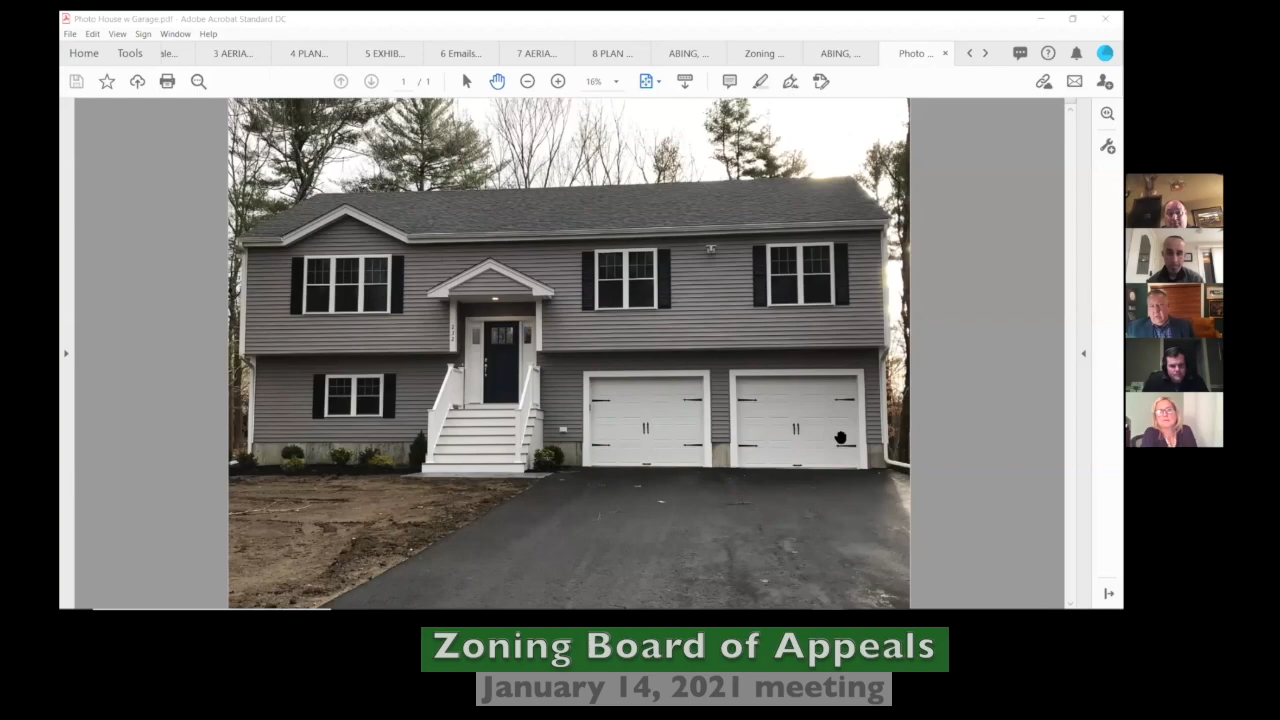 Photo House w Garage.pdf - Adobe Acrobat Standard DC
File Edit View Sign Window Help
Home Tools ale... 3 AERIA... 4 PLAN... 5 EXHIB... 6 Emails... 7 AERIA... 8 PLAN ... ABING, ... Zoning ... ABING, ... Photo ... ×
1 / 1 16%
Zoning Board of Appeals
January 14, 2021 meeting